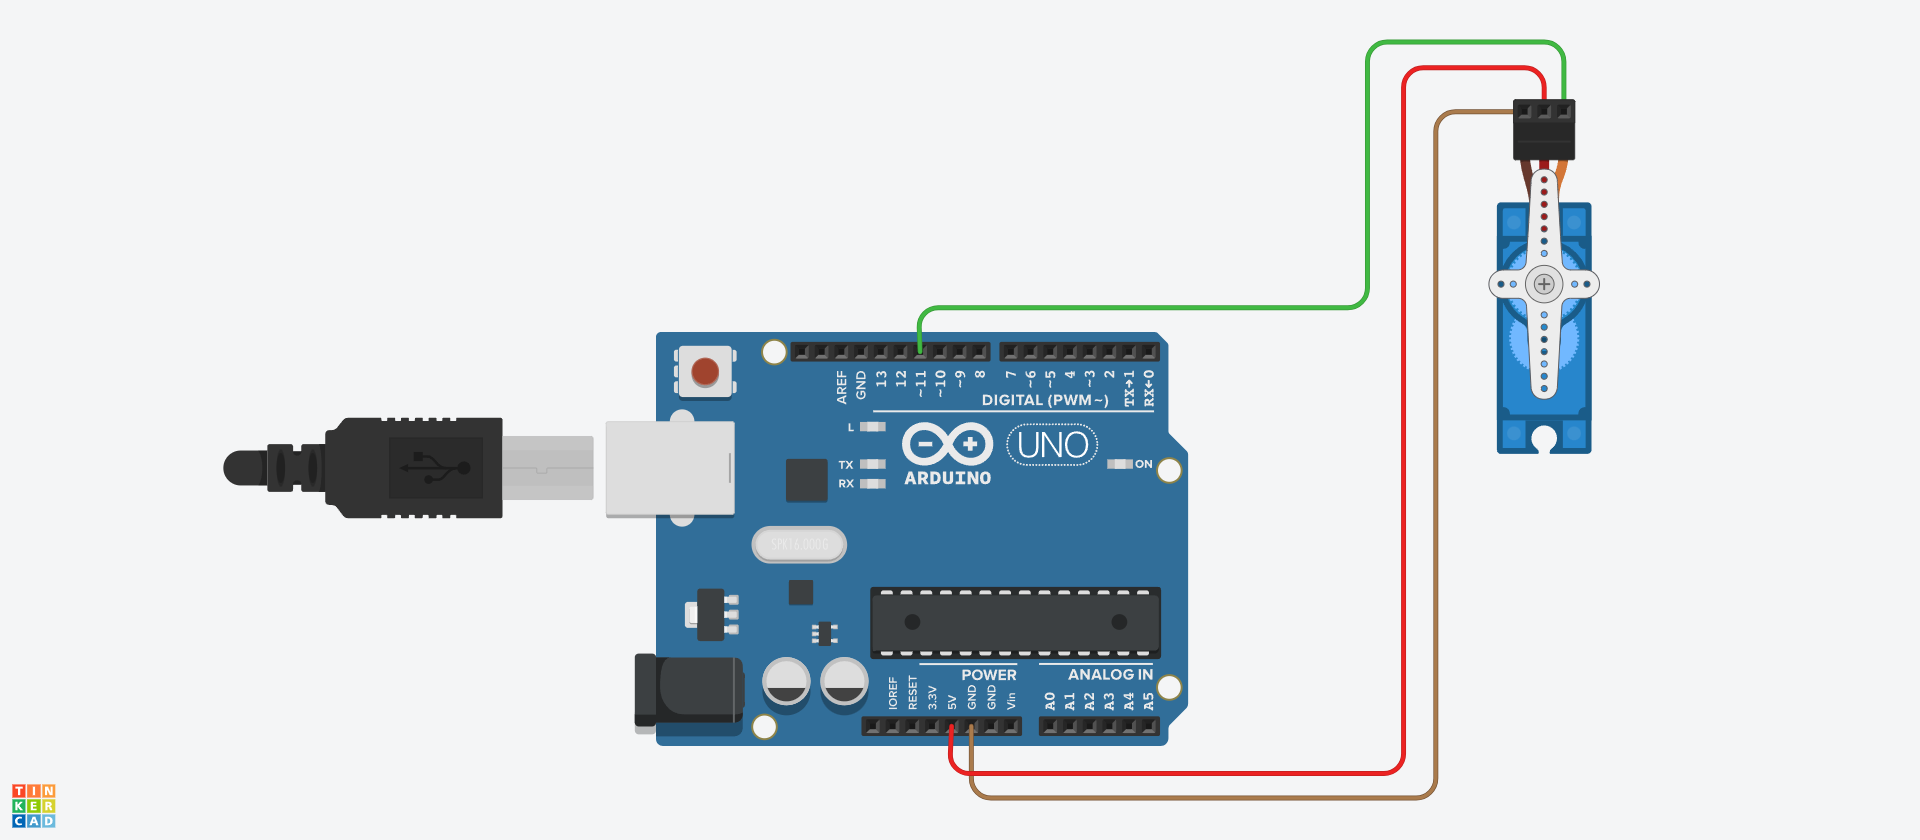 AREF
GND
13
12
~11
~10
~9
8
7
~6
~5
4
~3
2
TX→1
RX←0
DIGITAL (PWM~)
L
TX
RX
ARDUINO
UNO
ON
SPK16.000G
POWER
ANALOG IN
IOREF
RESET
3.3V
5V
GND
GND
Vin
A0
A1
A2
A3
A4
A5
TIN
KER
CAD